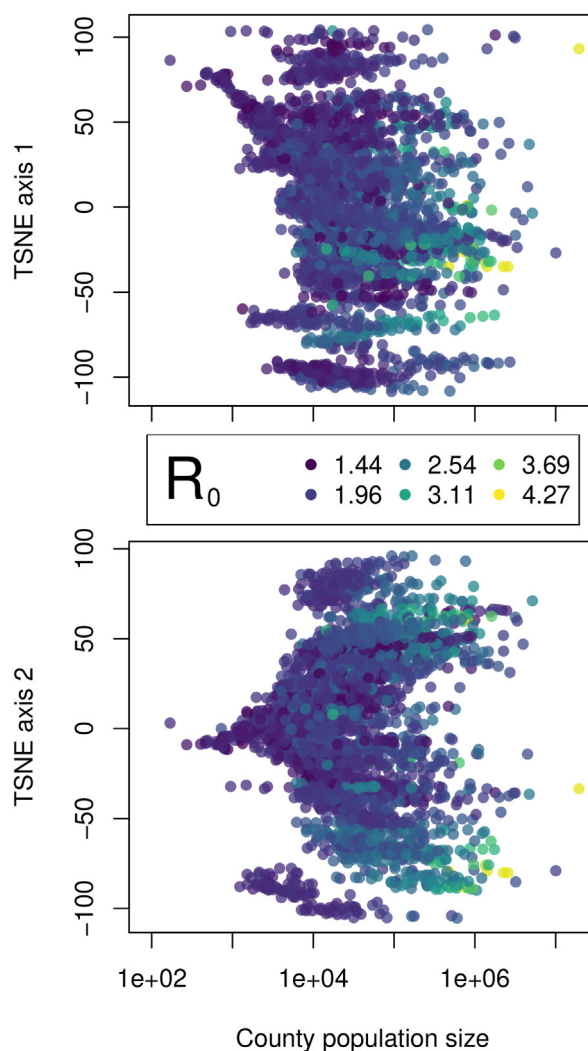 100
50
0
−50
−100
TSNE axis 1
R0
1.44 2.54 3.69
1.96 3.11 4.27
100
50
0
−50
−100
TSNE axis 2
1e+02 1e+04 1e+06
County population size